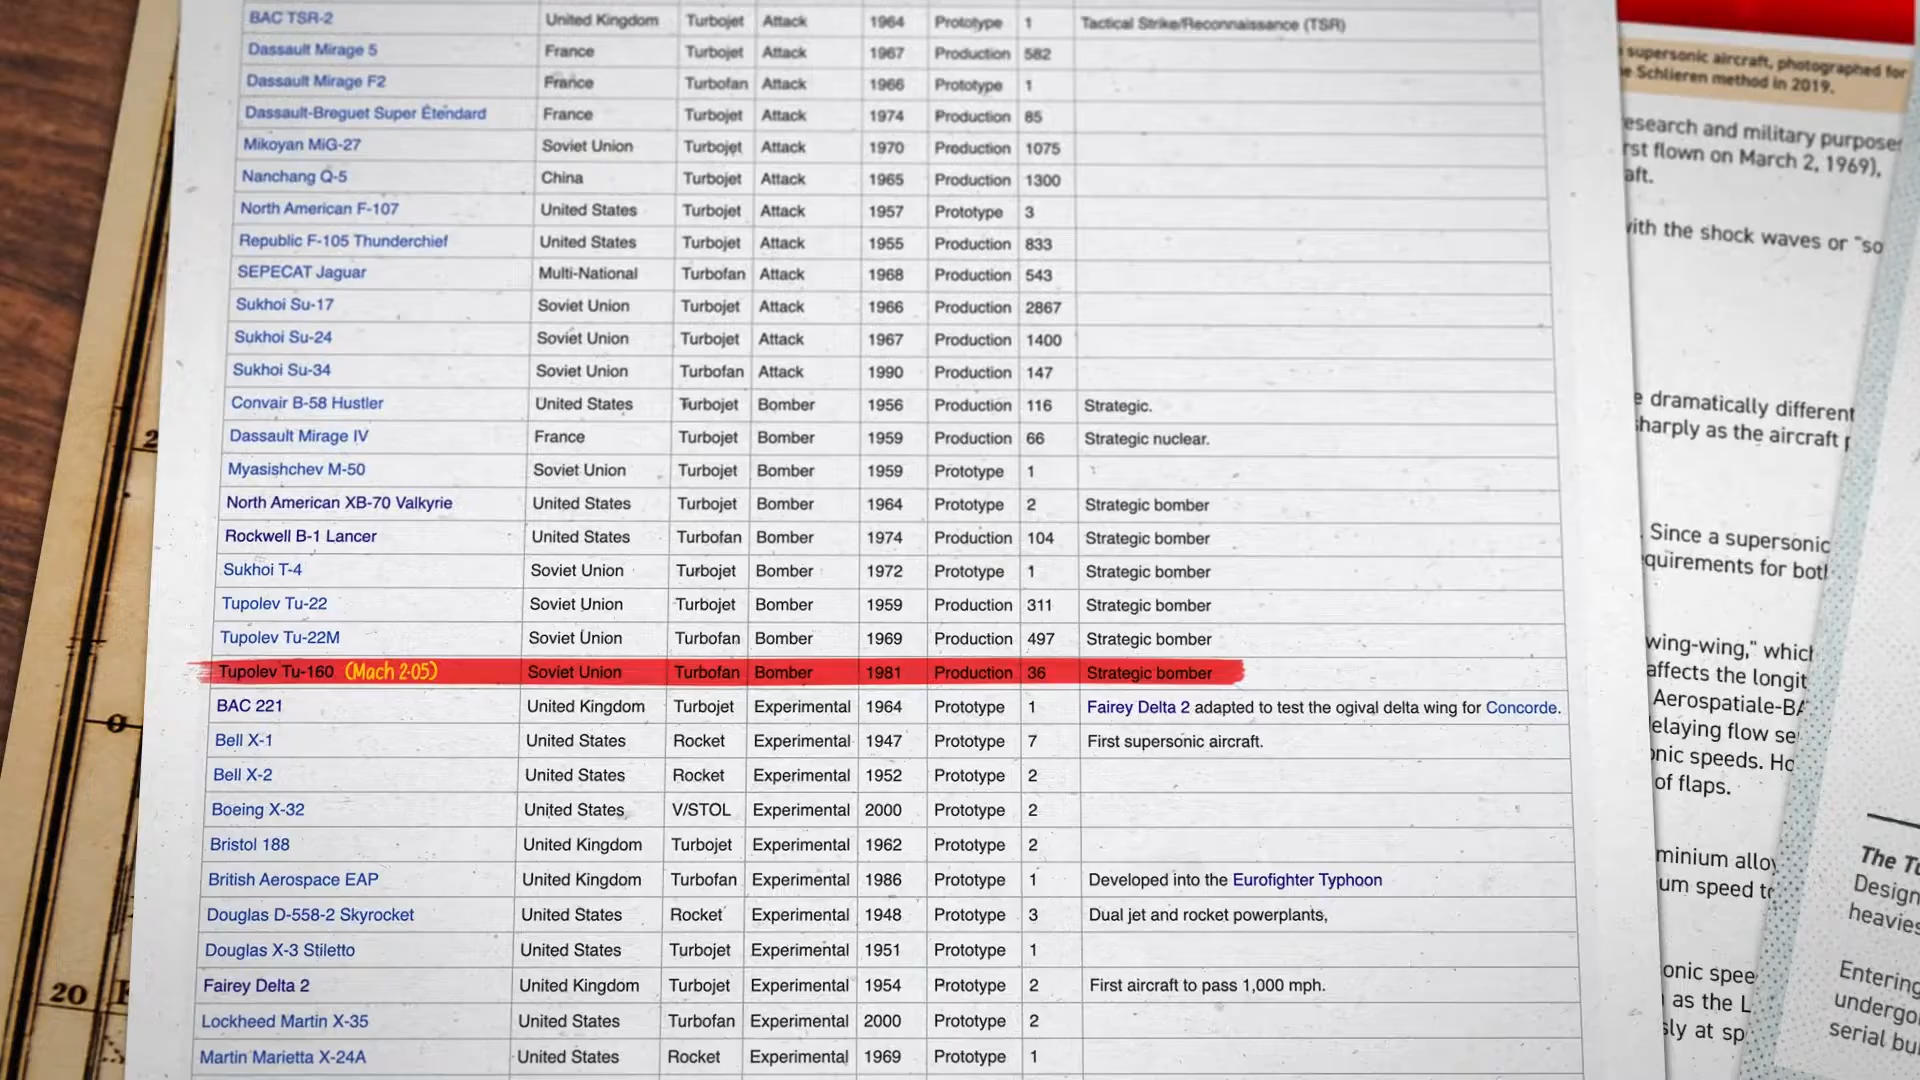 BAC TSR-2 United Kingdom Turbojet Attack 1964 Prototype 1 Tactical Strike/Reconnaissance (TSR)
Dassault Mirage 5 France Turbojet Attack 1967 Production 582
Dassault Mirage F2 France Turbofan Attack 1966 Prototype 1
Dassault-Breguet Super Étendard France Turbojet Attack 1974 Production 85
Mikoyan MiG-27 Soviet Union Turbojet Attack 1970 Production 1075
Nanchang Q-5 China Turbojet Attack 1965 Production 1300
North American F-107 United States Turbojet Attack 1957 Prototype 3
Republic F-105 Thunderchief United States Turbojet Attack 1955 Production 833
SEPECAT Jaguar Multi-National Turbofan Attack 1968 Production 543
Sukhoi Su-17 Soviet Union Turbojet Attack 1966 Production 2867
Sukhoi Su-24 Soviet Union Turbojet Attack 1967 Production 1400
Sukhoi Su-34 Soviet Union Turbofan Attack 1990 Production 147
Convair B-58 Hustler United States Turbojet Bomber 1956 Production 116 Strategic.
Dassault Mirage IV France Turbojet Bomber 1959 Production 66 Strategic nuclear.
Myasishchev M-50 Soviet Union Turbojet Bomber 1959 Prototype 1
North American XB-70 Valkyrie United States Turbojet Bomber 1964 Prototype 2 Strategic bomber
Rockwell B-1 Lancer United States Turbofan Bomber 1974 Production 104 Strategic bomber
Sukhoi T-4 Soviet Union Turbojet Bomber 1972 Prototype 1 Strategic bomber
Tupolev Tu-22 Soviet Union Turbojet Bomber 1959 Production 311 Strategic bomber
Tupolev Tu-22M Soviet Union Turbofan Bomber 1969 Production 497 Strategic bomber
Tupolev Tu-160 (Mach 2.05) Soviet Union Turbofan Bomber 1981 Production 36 Strategic bomber
BAC 221 United Kingdom Turbojet Experimental 1964 Prototype 1 Fairey Delta 2 adapted to test the ogival delta wing for Concorde.
Bell X-1 United States Rocket Experimental 1947 Prototype 7 First supersonic aircraft.
Bell X-2 United States Rocket Experimental 1952 Prototype 2
Boeing X-32 United States V/STOL Experimental 2000 Prototype 2
Bristol 188 United Kingdom Turbojet Experimental 1962 Prototype 2
British Aerospace EAP United Kingdom Turbofan Experimental 1986 Prototype 1 Developed into the Eurofighter Typhoon
Douglas D-558-2 Skyrocket United States Rocket Experimental 1948 Prototype 3 Dual jet and rocket powerplants,
Douglas X-3 Stiletto United States Turbojet Experimental 1951 Prototype 1
Fairey Delta 2 United Kingdom Turbojet Experimental 1954 Prototype 2 First aircraft to pass 1,000 mph.
Lockheed Martin X-35 United States Turbofan Experimental 2000 Prototype 2
Martin Marietta X-24A United States Rocket Experimental 1969 Prototype 1
supersonic aircraft, photographed for
Schlieren method in 2019.
research and military
rst flown on March 2, 1969),
aft.
with the shock waves or "so
dramatically different
sharply as the aircraft
Since a supersonic
equirements for
wing-wing," which
affects the longit
Aerospatiale-BA
elaying flow se
onic speeds. Ho
of flaps.
minium alloy
um speed to
onic spee
as the L
sly at sp
The Tu
Design
heavies
Entering
undergo
serial bu
2
0
20